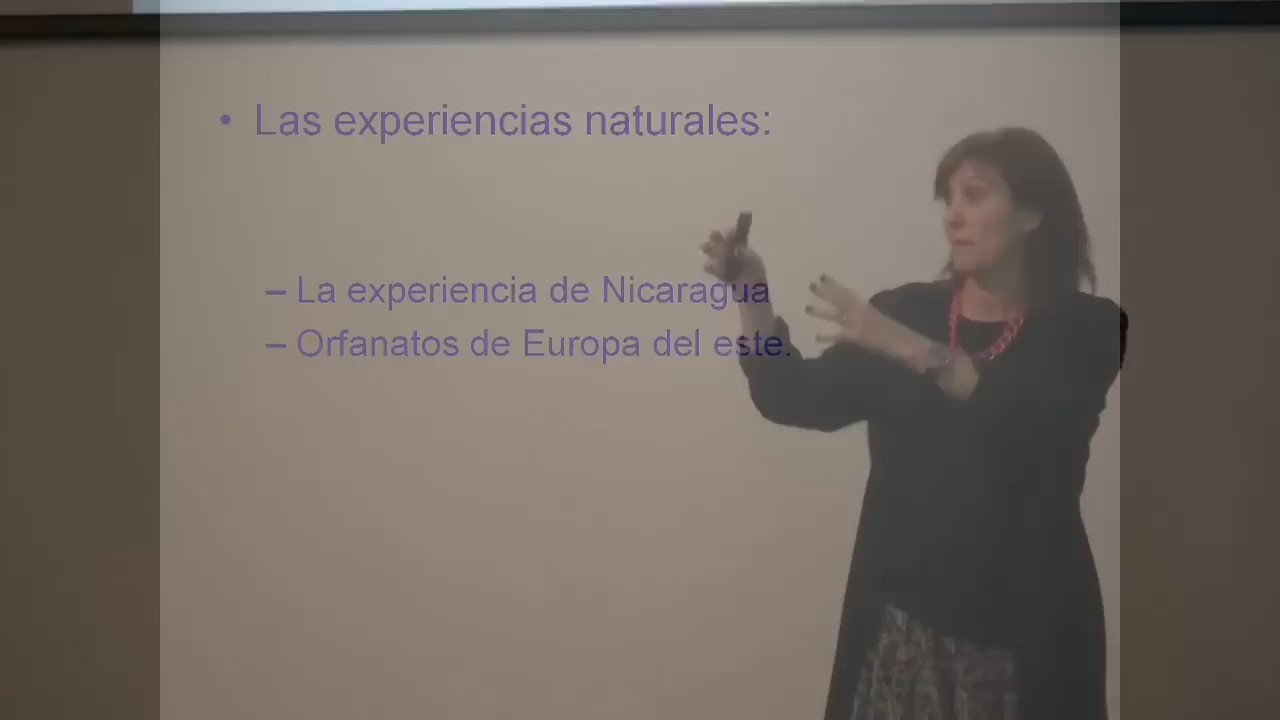 • Las experiencias naturales:
– La experiencia de Nicaragua
– Orfanatos de Europa del este.